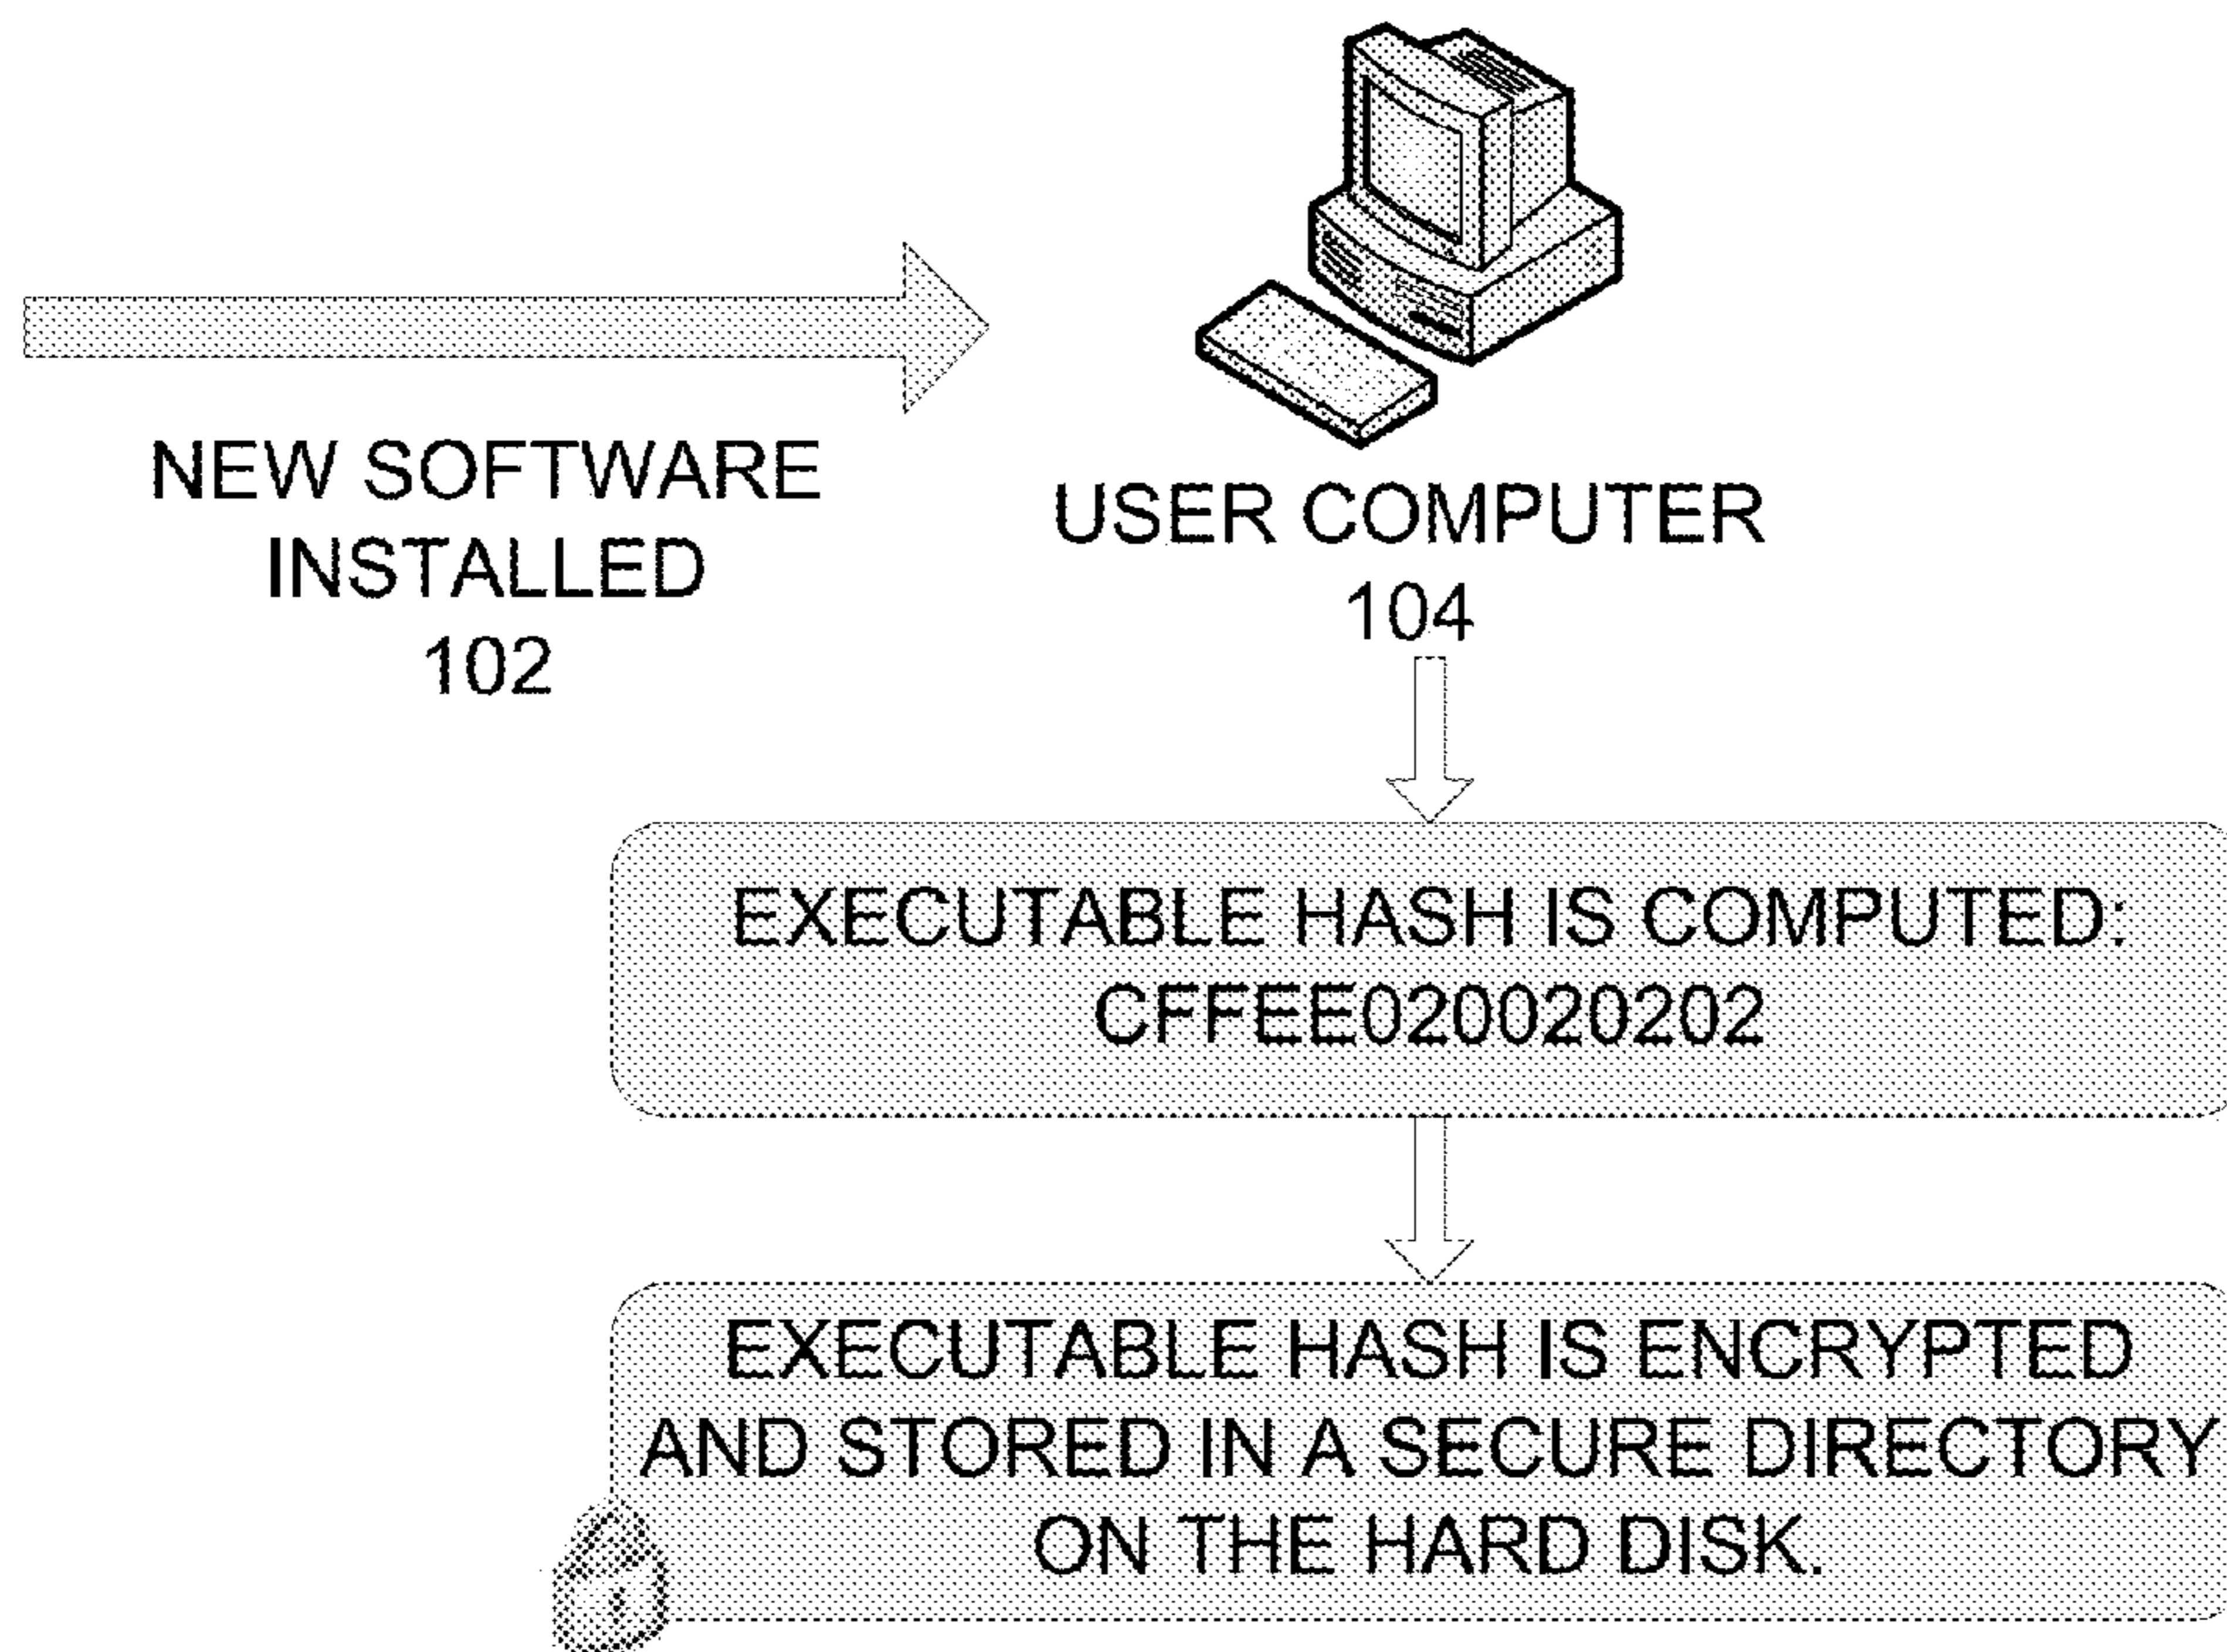 NEW SOFTWARE
INSTALLED
102
USER COMPUTER
104
EXECUTABLE HASH IS COMPUTED:
CFFEE020020202
EXECUTABLE HASH IS ENCRYPTED
AND STORED IN A SECURE DIRECTORY
ON THE HARD DISK.